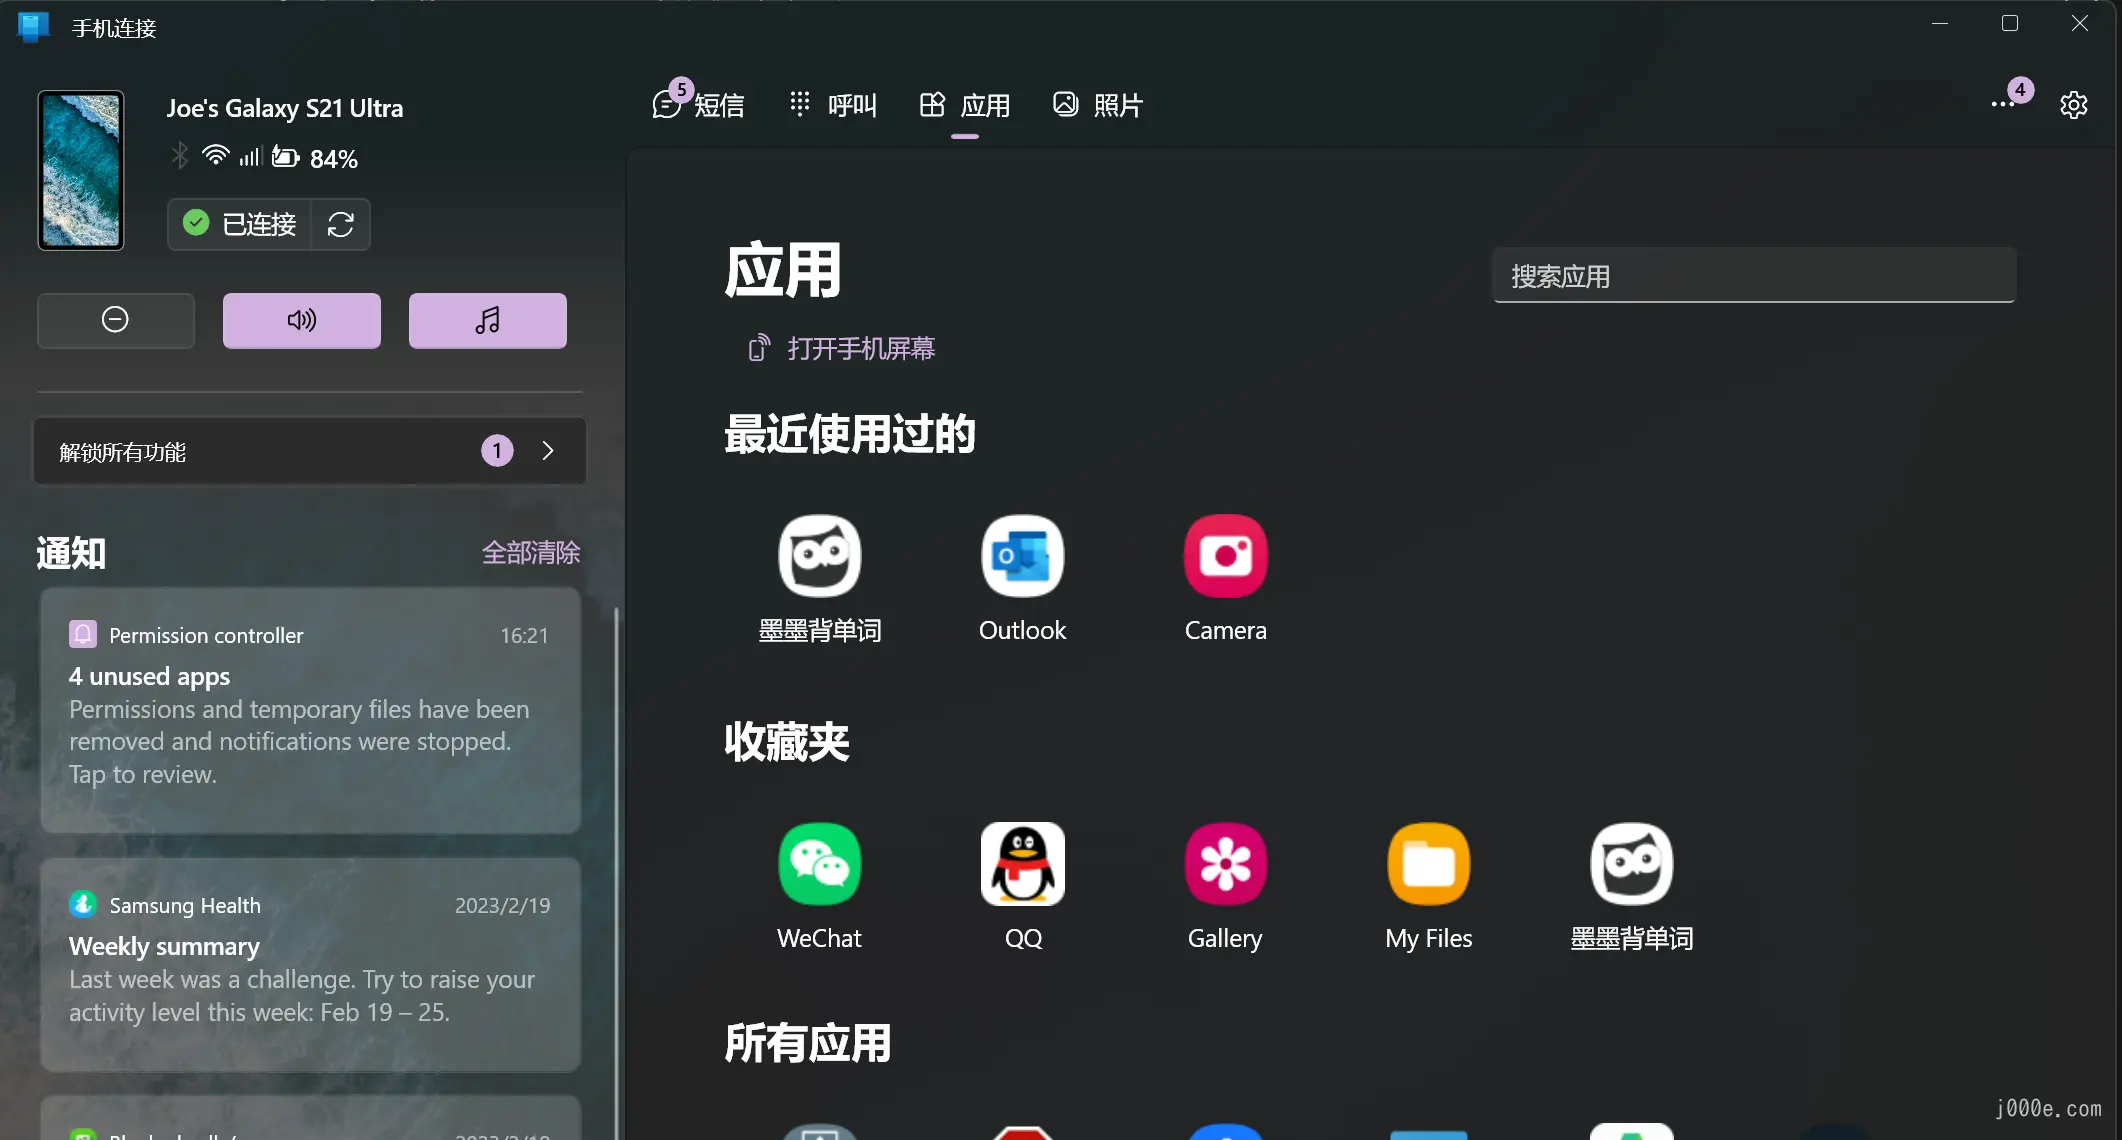 手机连接
Joe's Galaxy S21 Ultra
84%
已连接
解锁所有功能
1
通知
全部清除
Permission controller
16:21
4 unused apps
Permissions and temporary files have been
removed and notifications were stopped.
Tap to review.
Samsung Health
2023/2/19
Weekly summary
Last week was a challenge. Try to raise your
activity level this week: Feb 19 – 25.
5
短信
呼叫
应用
照片
4
应用
搜索应用
打开手机屏幕
最近使用过的
墨墨背单词
Outlook
Camera
收藏夹
WeChat
QQ
Gallery
My Files
墨墨背单词
所有应用
j000e.com